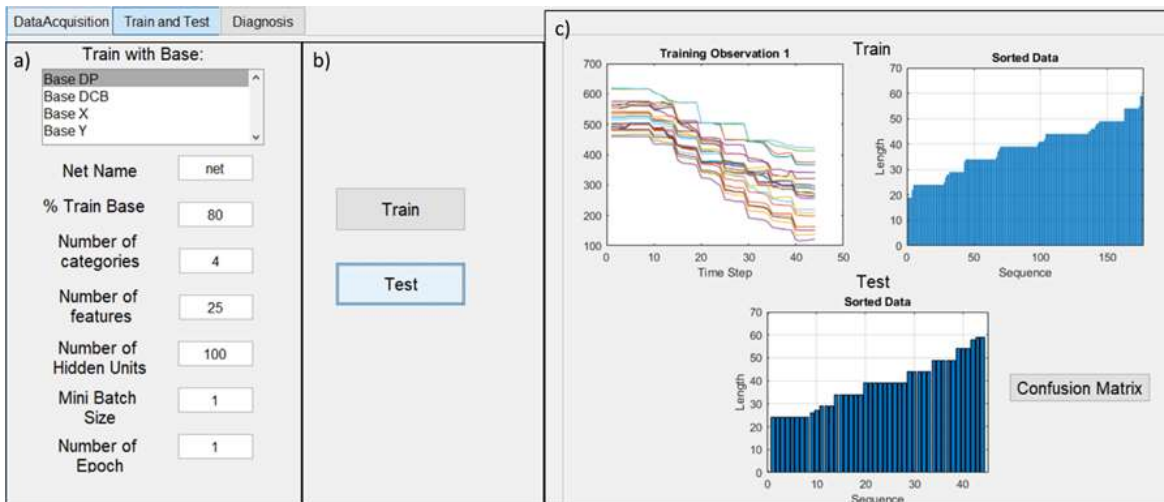 DataAcquisition Train and Test Diagnosis
a)
Train with Base:
Base DP
Base DCB
Base X
Base Y
Net Name
net
% Train Base
80
Number of
categories
4
Number of
features
25
Number of
Hidden Units
100
Mini Batch
Size
1
Number of
Epoch
1
b)
Train
Test
c)
Training Observation 1
700
600
500
400
300
200
100
0 10 20 30 40 50
Time Step
Train
Sorted Data
70
60
50
40
30
20
10
0
Length
0 50 100 150
Sequence
Test
Sorted Data
70
60
50
40
30
20
10
0
Length
0 10 20 30 40
Sequence
Confusion Matrix